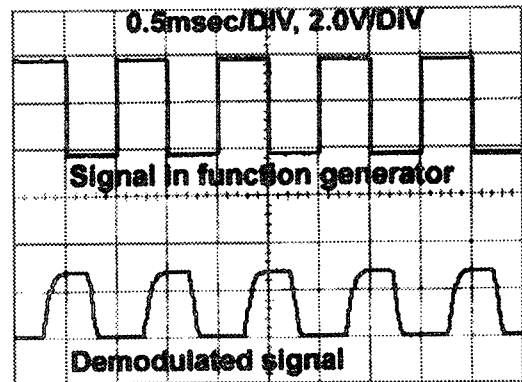 0.5msec/DIV, 2.0V/DIV
Signal in function generator
Demodulated signal